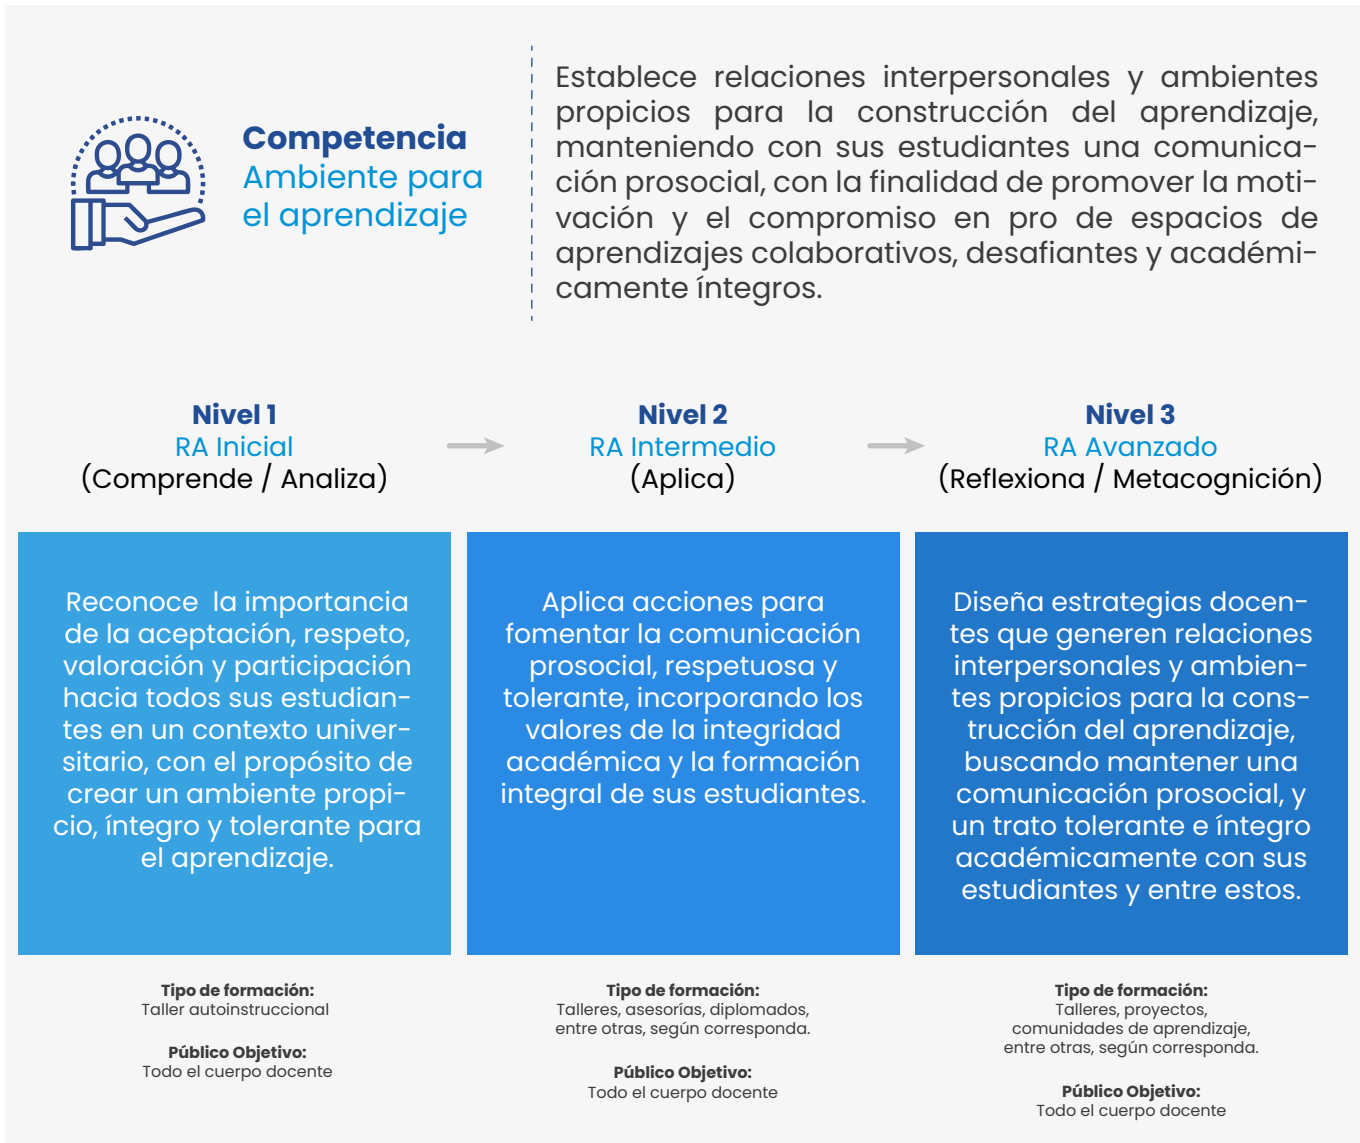 Competencia
Ambiente para
el aprendizaje
Establece relaciones interpersonales y ambientes
propicios para la construcción del aprendizaje,
manteniendo con sus estudiantes una comunica-
ción prosocial, con la finalidad de promover la moti-
vación y el compromiso en pro de espacios de
aprendizajes colaborativos, desafiantes y académi-
camente íntegros.
Nivel 1
RA Inicial
(Comprende / Analiza)
Nivel 2
RA Intermedio
(Aplica)
Nivel 3
RA Avanzado
(Reflexiona / Metacognición)
Reconoce la importancia
de la aceptación, respeto,
valoración y participación
hacia todos sus estudian-
tes en un contexto univer-
sitario, con el propósito de
crear un ambiente propi-
cio, íntegro y tolerante para
el aprendizaje.
Aplica acciones para
fomentar la comunicación
prosocial, respetuosa y
tolerante, incorporando los
valores de la integridad
académica y la formación
integral de sus estudiantes.
Diseña estrategias docen-
tes que generen relaciones
interpersonales y ambien-
tes propicios para la cons-
trucción del aprendizaje,
buscando mantener una
comunicación prosocial, y
un trato tolerante e íntegro
académicamente con sus
estudiantes y entre estos.
Tipo de formación:
Taller autoinstruccional
Público Objetivo:
Todo el cuerpo docente
Tipo de formación:
Talleres, asesorías, diplomados,
entre otras, según corresponda.
Público Objetivo:
Todo el cuerpo docente
Tipo de formación:
Talleres, proyectos,
comunidades de aprendizaje,
entre otras, según corresponda.
Público Objetivo:
Todo el cuerpo docente